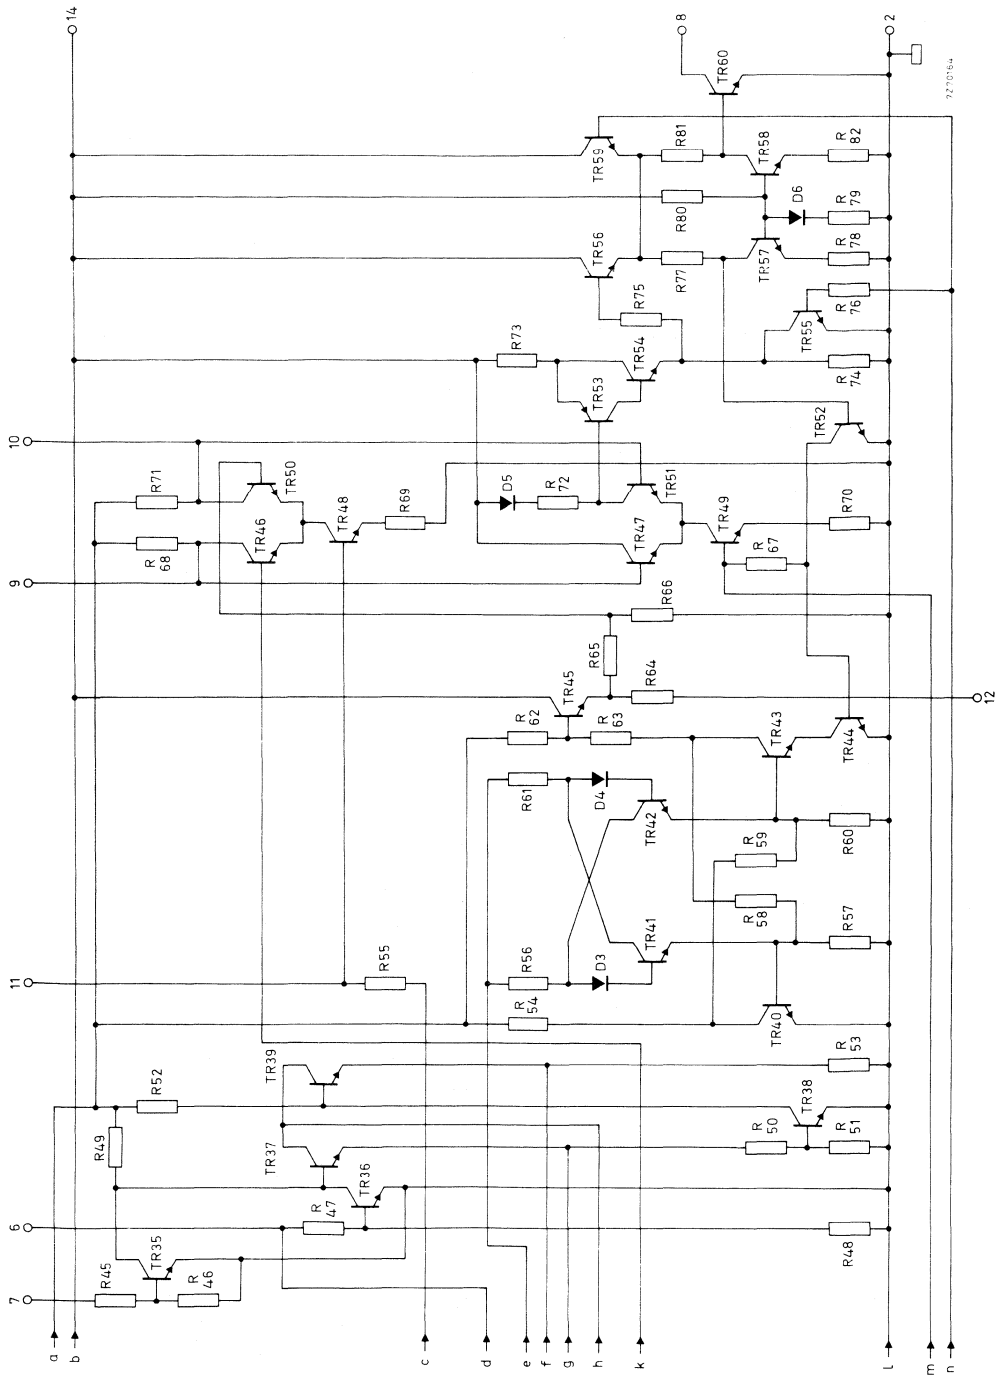 14
8
2
7Z70164
TR60
TR59
R81
TR58
R
82
R80
D6
R
79
TR56
R77
TR57
R
78
R75
R
76
TR55
R73
TR54
TR53
R
74
TR52
10
R71
TR50
D5
R
72
TR51
R69
TR48
TR46
R
68
TR47
TR49
R70
R
67
9
R66
R65
R64
TR45
12
R
62
R
63
TR43
TR44
R61
D4
TR42
R
59
R60
R
58
R57
TR41
11
R55
R56
D3
R
54
TR40
TR39
R
53
R52
TR38
R49
TR37
R
50
R
51
TR36
6
R
47
R48
TR35
R
46
R45
7
a
b
c
d
e
f
g
h
k
l
m
n